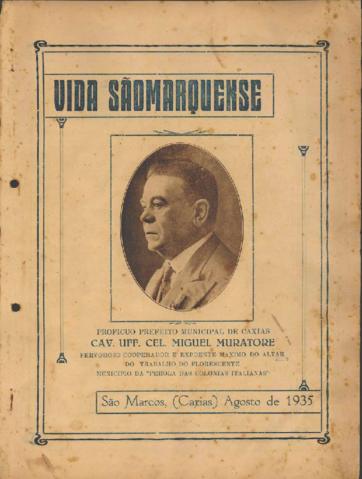 VIDA SÃOMARQUENSE
PROFICUO PREFEITO MUNICIPAL DE CAXIAS
CAV. UFF. CEL. MIGUEL MURATORE
FERVOROSO COOPERADOR E EXPOENTE MAXIMO DO ALTAR
DO TRABALHO DO FLORESCENTE
MUNICIPIO DA "PEROLA DAS COLONIAS ITALIANAS"
São Marcos, (Caxias) Agosto de 1935